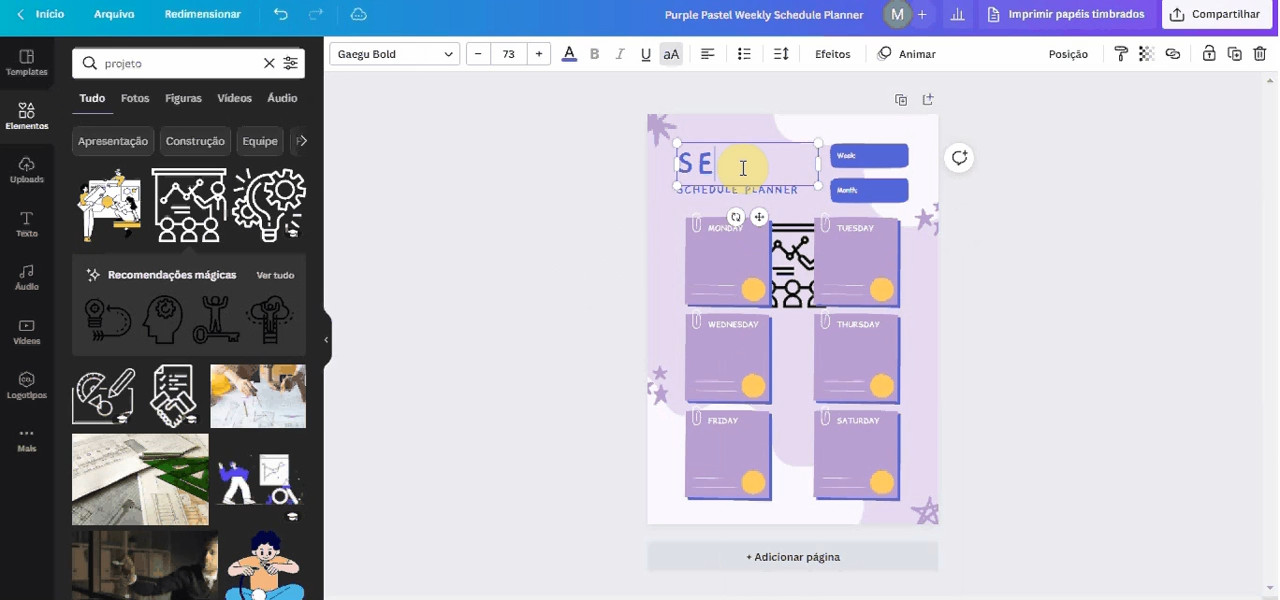 Início Arquivo Redimensionar Purple Pastel Weekly Schedule Planner M + Imprimir papéis timbrados Compartilhar
Templates
Elementos
Uploads
Texto
Áudio
Vídeos
Logotipos
Mais
projeto
Tudo Fotos Figuras Vídeos Áudio
Apresentação Construção Equipe
Recomendações mágicas Ver tudo
Gaegu Bold − 73 + A B I U aA Efeitos Animar Posição
SE
SCHEDULE PLANNER
Week:
Month:
MONDAY TUESDAY
WEDNESDAY THURSDAY
FRIDAY SATURDAY
+ Adicionar página